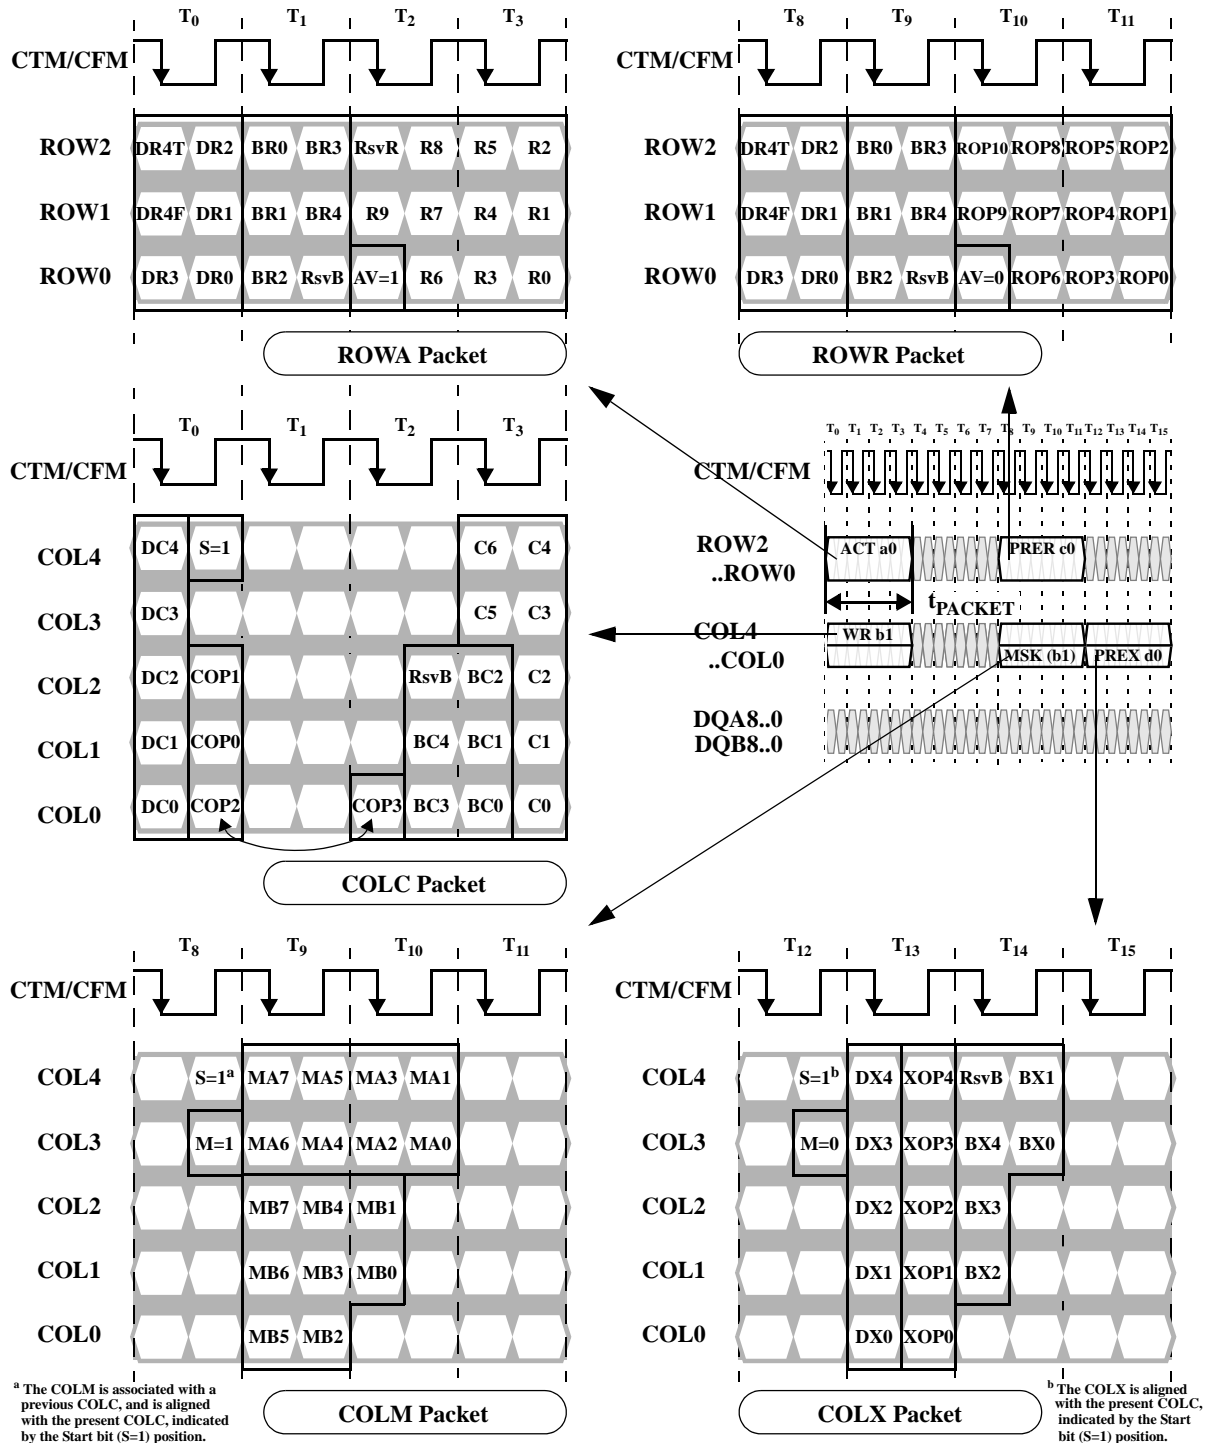 T0 T1 T2 T3
CTM/CFM
ROW2 DR4T DR2 BR0 BR3 RsvR R8 R5 R2
ROW1 DR4F DR1 BR1 BR4 R9 R7 R4 R1
ROW0 DR3 DR0 BR2 RsvB AV=1 R6 R3 R0
ROWA Packet
T8 T9 T10 T11
CTM/CFM
ROW2 DR4T DR2 BR0 BR3 ROP10 ROP8 ROP5 ROP2
ROW1 DR4F DR1 BR1 BR4 ROP9 ROP7 ROP4 ROP1
ROW0 DR3 DR0 BR2 RsvB AV=0 ROP6 ROP3 ROP0
ROWR Packet
T0 T1 T2 T3
CTM/CFM
COL4 DC4 S=1 C6 C4
COL3 DC3 C5 C3
COL2 DC2 COP1 RsvB BC2 C2
COL1 DC1 COP0 BC4 BC1 C1
COL0 DC0 COP2 COP3 BC3 BC0 C0
COLC Packet
T0 T1 T2 T3 T4 T5 T6 T7 T8 T9 T10 T11 T12 T13 T14 T15
CTM/CFM
ROW2 ACT a0 PRER c0
..ROW0
tPACKET
COL4 WR b1
..COL0 MSK (b1) PREX d0
DQA8..0
DQB8..0
T8 T9 T10 T11
CTM/CFM
COL4 S=1a MA7 MA5 MA3 MA1
COL3 M=1 MA6 MA4 MA2 MA0
COL2 MB7 MB4 MB1
COL1 MB6 MB3 MB0
COL0 MB5 MB2
a The COLM is associated with a
previous COLC, and is aligned
with the present COLC, indicated
by the Start bit (S=1) position.
COLM Packet
T12 T13 T14 T15
CTM/CFM
COL4 S=1b DX4 XOP4 RsvB BX1
COL3 M=0 DX3 XOP3 BX4 BX0
COL2 DX2 XOP2 BX3
COL1 DX1 XOP1 BX2
COL0 DX0 XOP0
COLX Packet
b The COLX is aligned
with the present COLC,
indicated by the Start
bit (S=1) position.